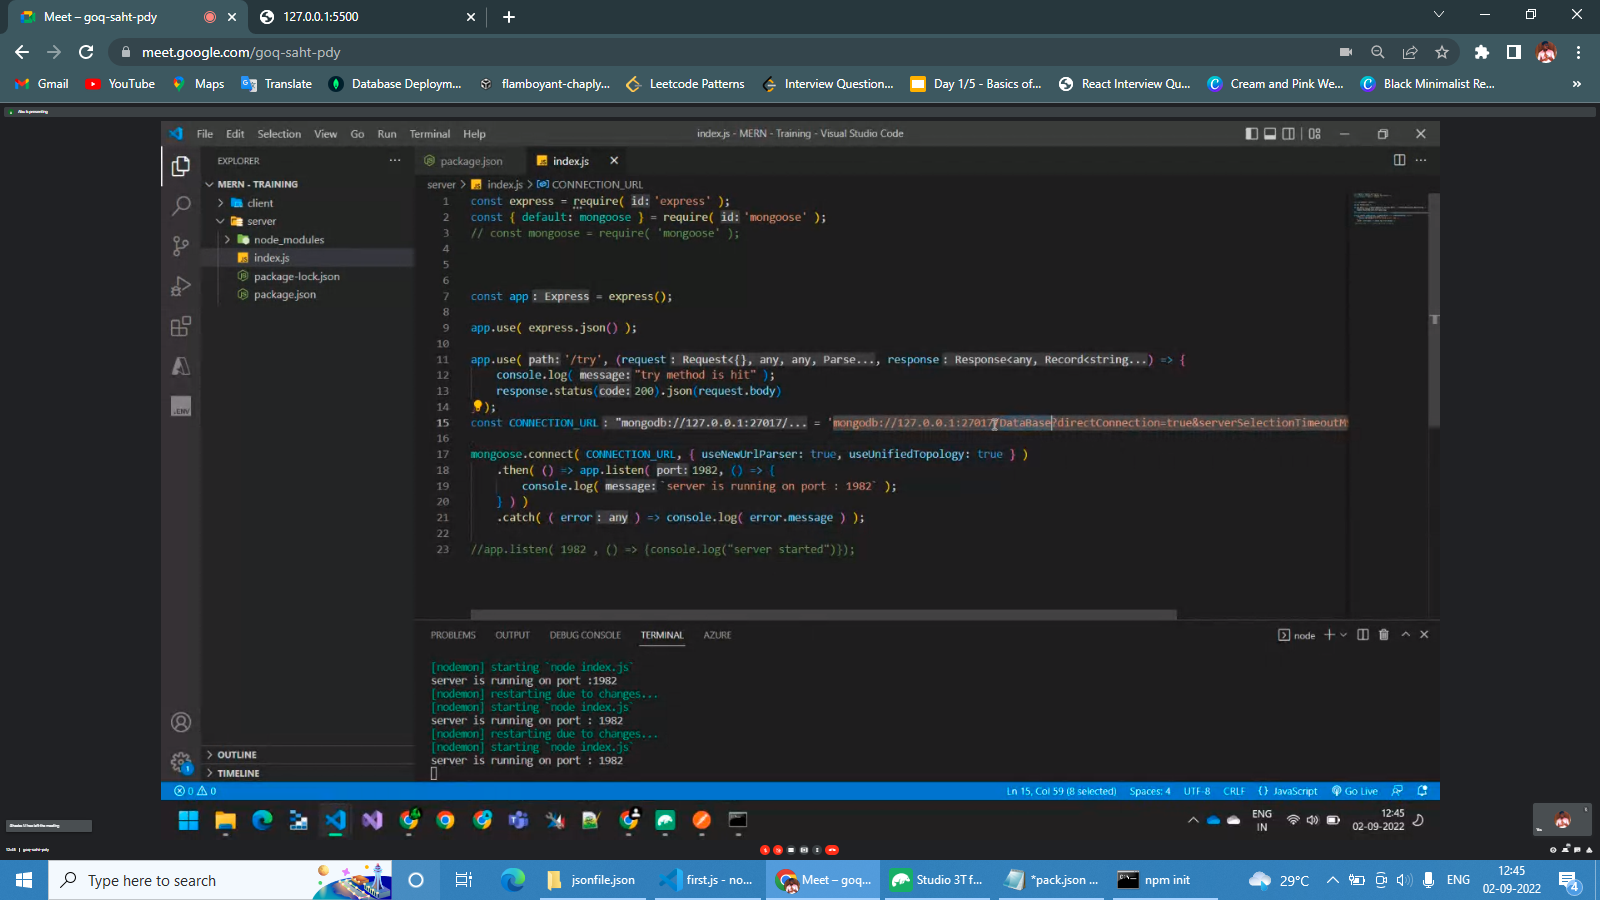 Meet – goq-saht-pdy
127.0.0.1:5500
meet.google.com/goq-saht-pdy
Gmail
YouTube
Maps
Translate
Database Deploym...
flamboyant-chaply...
Leetcode Patterns
Interview Question...
Day 1/5 - Basics of...
React Interview Qu...
Cream and Pink We...
Black Minimalist Re...
File Edit Selection View Go Run Terminal Help
index.js - MERN - Training - Visual Studio Code
EXPLORER
MERN - TRAINING
client
server
node_modules
index.js
package-lock.json
package.json
OUTLINE
TIMELINE
.ENV
package.json
index.js
server > index.js > CONNECTION_URL
1 const express = require( id: 'express' );
2 const { default: mongoose } = require( id: 'mongoose' );
3 // const mongoose = require( 'mongoose' );
4
5
6
7 const app : Express = express();
8
9 app.use( express.json() );
10
11 app.use( path: '/try', (request : Request<{}, any, any, Parse..., response : Response<any, Record<string...) => {
12 console.log( message: "try method is hit" );
13 response.status( code: 200).json(request.body)
14 );
15 const CONNECTION_URL : "mongodb://127.0.0.1:27017/... = 'mongodb://127.0.0.1:27017/DataBase?directConnection=true&serverSelectionTimeoutM
16
17 mongoose.connect( CONNECTION_URL, { useNewUrlParser: true, useUnifiedTopology: true } )
18 .then( () => app.listen( port: 1982, () => {
19 console.log( message: `server is running on port : 1982` );
20 } ) )
21 .catch( ( error : any ) => console.log( error.message ) );
22
23 //app.listen( 1982 , () => {console.log("server started")});
PROBLEMS OUTPUT DEBUG CONSOLE TERMINAL AZURE
node
[nodemon] starting `node index.js`
server is running on port :1982
[nodemon] restarting due to changes...
[nodemon] starting `node index.js`
server is running on port : 1982
[nodemon] restarting due to changes...
[nodemon] starting `node index.js`
server is running on port : 1982
0 0
Ln 15, Col 59 (8 selected) Spaces: 4 UTF-8 CRLF {} JavaScript Go Live
ENG
IN
12:45
02-09-2022
goq-saht-pdy
Type here to search
jsonfile.json
first.js - no...
Meet – goq...
Studio 3T f...
*pack.json ...
npm init
29°C
ENG
12:45
02-09-2022
4